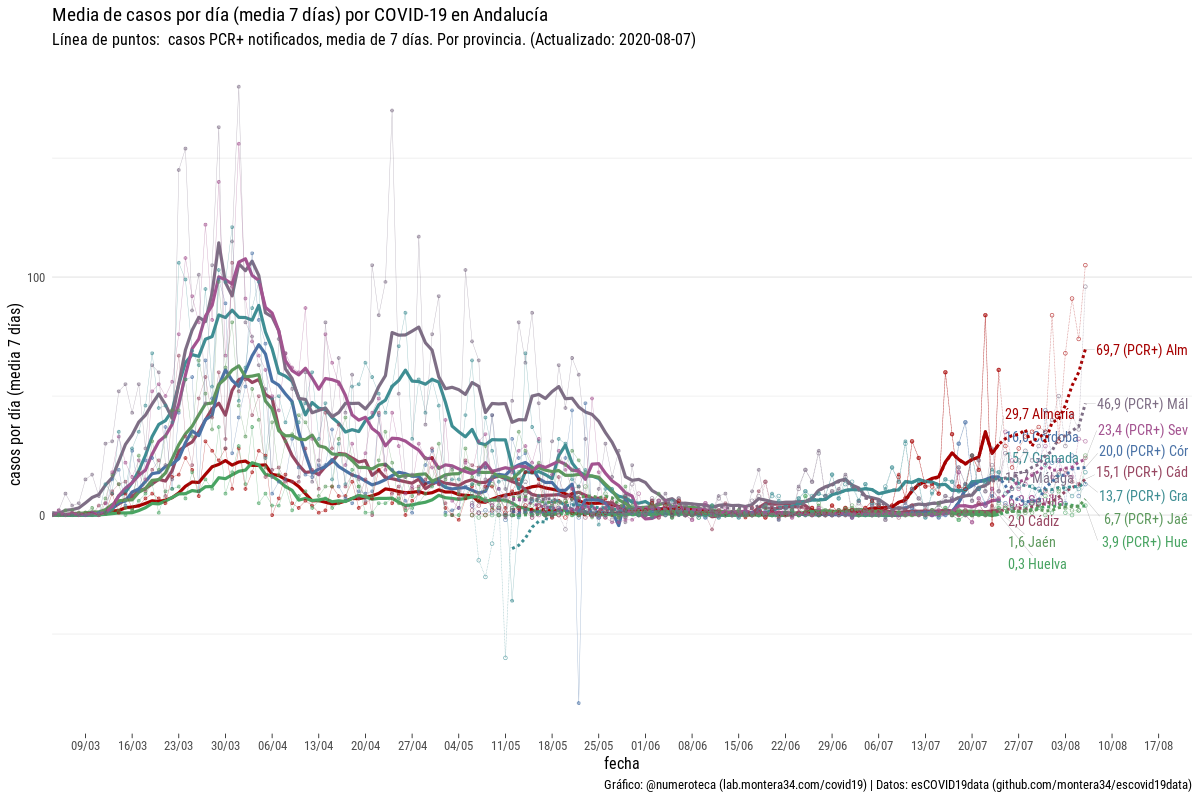 Media de casos por día (media 7 días) por COVID-19 en Andalucía
Línea de puntos:  casos PCR+ notificados, media de 7 días. Por provincia. (Actualizado: 2020-08-07)
casos por día (media 7 días)
100
0
69,7 (PCR+) Alm
46,9 (PCR+) Mál
23,4 (PCR+) Sev
20,0 (PCR+) Cór
15,1 (PCR+) Cád
13,7 (PCR+) Gra
6,7 (PCR+) Jaé
3,9 (PCR+) Hue
29,7 Almería
Córdoba
15,7 Granada
Málaga
Sevilla
2,0 Cádiz
1,6 Jaén
0,3 Huelva
09/03 16/03 23/03 30/03 06/04 13/04 20/04 27/04 04/05 11/05 18/05 25/05 01/06 08/06 15/06 22/06 29/06 06/07 13/07 20/07 27/07 03/08 10/08 17/08
fecha
Gráfico: @numeroteca (lab.montera34.com/covid19) | Datos: esCOVID19data (github.com/montera34/escovid19data)